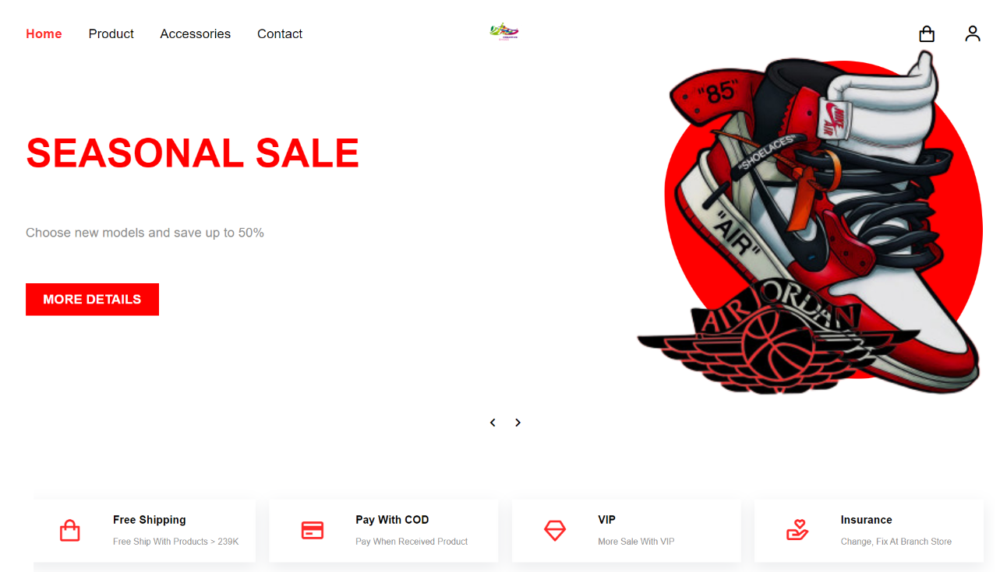 Home Product Accessories Contact
SEASONAL SALE
Choose new models and save up to 50%
MORE DETAILS
"85"
NIKE
AIR
"SHOELACES"
"AIR"
AIR JORDAN
Free Shipping
Free Ship With Products > 239K
Pay With COD
Pay When Received Product
VIP
More Sale With VIP
Insurance
Change, Fix At Branch Store